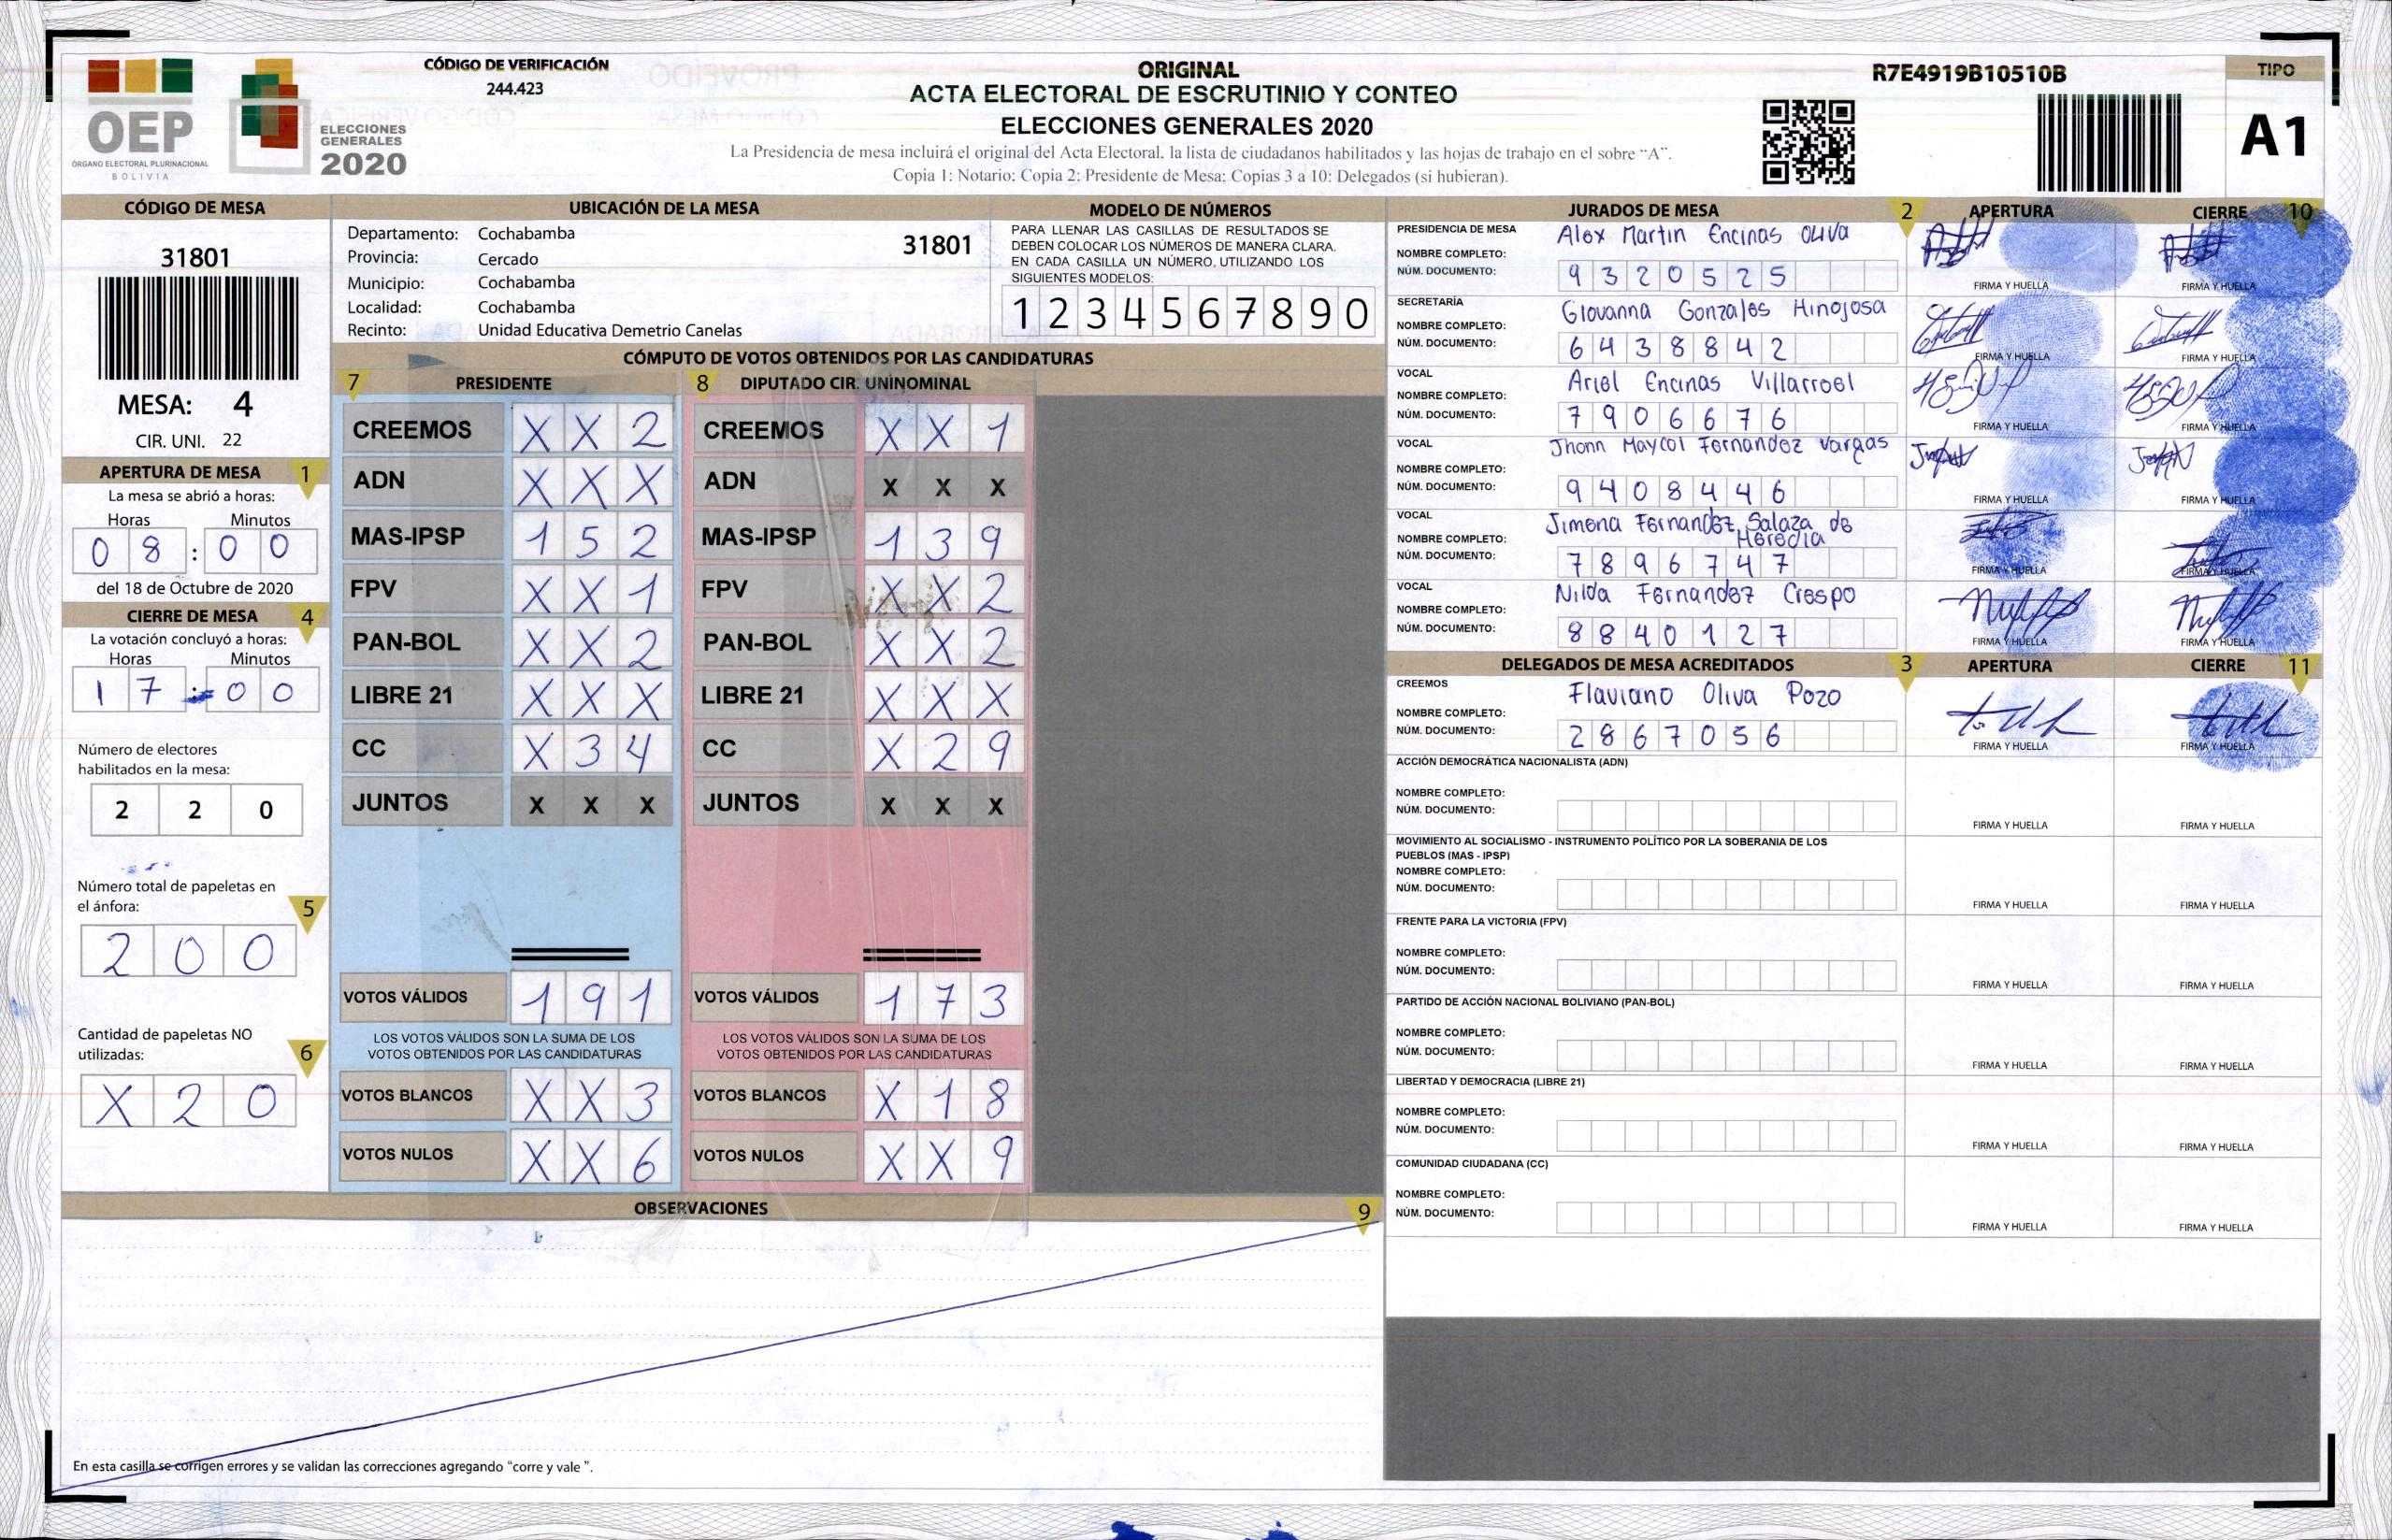 OEP
ÓRGANO ELECTORAL PLURINACIONAL
BOLIVIA
ELECCIONES
GENERALES
2020
CÓDIGO DE VERIFICACIÓN
244.423
ORIGINAL
ACTA ELECTORAL DE ESCRUTINIO Y CONTEO
ELECCIONES GENERALES 2020
La Presidencia de mesa incluirá el original del Acta Electoral, la lista de ciudadanos habilitados y las hojas de trabajo en el sobre "A".
Copia 1: Notario; Copia 2: Presidente de Mesa; Copias 3 a 10: Delegados (si hubieran).
R7E4919B10510B
TIPO
A1
CÓDIGO DE MESA
31801
MESA: 4
CIR. UNI. 22
APERTURA DE MESA 1
La mesa se abrió a horas:
Horas Minutos
0 8 : 0 0
del 18 de Octubre de 2020
CIERRE DE MESA 4
La votación concluyó a horas:
Horas Minutos
1 7 : 0 0
Número de electores
habilitados en la mesa:
2 2 0
Número total de papeletas en
el ánfora: 5
2 0 0
Cantidad de papeletas NO
utilizadas: 6
X 2 0
UBICACIÓN DE LA MESA
Departamento: Cochabamba
31801
Provincia: Cercado
Municipio: Cochabamba
Localidad: Cochabamba
Recinto: Unidad Educativa Demetrio Canelas
MODELO DE NÚMEROS
PARA LLENAR LAS CASILLAS DE RESULTADOS SE
DEBEN COLOCAR LOS NÚMEROS DE MANERA CLARA.
EN CADA CASILLA UN NÚMERO, UTILIZANDO LOS
SIGUIENTES MODELOS:
1 2 3 4 5 6 7 8 9 0
CÓMPUTO DE VOTOS OBTENIDOS POR LAS CANDIDATURAS
7 PRESIDENTE
CREEMOS X X 2
ADN X X X
MAS-IPSP 1 5 2
FPV X X 1
PAN-BOL X X 2
LIBRE 21 X X X
CC X 3 4
JUNTOS X X X
VOTOS VÁLIDOS 1 9 1
LOS VOTOS VÁLIDOS SON LA SUMA DE LOS
VOTOS OBTENIDOS POR LAS CANDIDATURAS
VOTOS BLANCOS X X 3
VOTOS NULOS X X 6
8 DIPUTADO CIR. UNINOMINAL
CREEMOS X X 1
ADN X X X
MAS-IPSP 1 3 9
FPV X X 2
PAN-BOL X X 2
LIBRE 21 X X X
CC X 2 9
JUNTOS X X X
VOTOS VÁLIDOS 1 7 3
LOS VOTOS VÁLIDOS SON LA SUMA DE LOS
VOTOS OBTENIDOS POR LAS CANDIDATURAS
VOTOS BLANCOS X 1 8
VOTOS NULOS X X 9
OBSERVACIONES 9
En esta casilla se corrigen errores y se validan las correcciones agregando "corre y vale ".
JURADOS DE MESA 2 APERTURA CIERRE 10
PRESIDENCIA DE MESA
NOMBRE COMPLETO: Alex Martin Encinas Oliva
NÚM. DOCUMENTO: 9 3 2 0 5 2 5
FIRMA Y HUELLA FIRMA Y HUELLA
SECRETARÍA
NOMBRE COMPLETO: Giovanna Gonzales Hinojosa
NÚM. DOCUMENTO: 6 4 3 8 8 4 2
FIRMA Y HUELLA FIRMA Y HUELLA
VOCAL
NOMBRE COMPLETO: Ariel Encinas Villarroel
NÚM. DOCUMENTO: 7 9 0 6 6 7 6
FIRMA Y HUELLA FIRMA Y HUELLA
VOCAL
NOMBRE COMPLETO: Jhonn Maycol Fernandez Vargas
NÚM. DOCUMENTO: 9 4 0 8 4 4 6
FIRMA Y HUELLA FIRMA Y HUELLA
VOCAL
NOMBRE COMPLETO: Jimena Fernandez Salaza de
Heredia
NÚM. DOCUMENTO: 7 8 9 6 7 4 7
FIRMA Y HUELLA FIRMA Y HUELLA
VOCAL
NOMBRE COMPLETO: Nilda Fernandez Crespo
NÚM. DOCUMENTO: 8 8 4 0 1 2 7
FIRMA Y HUELLA FIRMA Y HUELLA
DELEGADOS DE MESA ACREDITADOS 3 APERTURA CIERRE 11
CREEMOS
NOMBRE COMPLETO: Flaviano Oliva Pozo
NÚM. DOCUMENTO: 2 8 6 7 0 5 6
FIRMA Y HUELLA FIRMA Y HUELLA
ACCIÓN DEMOCRÁTICA NACIONALISTA (ADN)
NOMBRE COMPLETO:
NÚM. DOCUMENTO:
FIRMA Y HUELLA FIRMA Y HUELLA
MOVIMIENTO AL SOCIALISMO - INSTRUMENTO POLÍTICO POR LA SOBERANIA DE LOS
PUEBLOS (MAS - IPSP)
NOMBRE COMPLETO:
NÚM. DOCUMENTO:
FIRMA Y HUELLA FIRMA Y HUELLA
FRENTE PARA LA VICTORIA (FPV)
NOMBRE COMPLETO:
NÚM. DOCUMENTO:
FIRMA Y HUELLA FIRMA Y HUELLA
PARTIDO DE ACCIÓN NACIONAL BOLIVIANO (PAN-BOL)
NOMBRE COMPLETO:
NÚM. DOCUMENTO:
FIRMA Y HUELLA FIRMA Y HUELLA
LIBERTAD Y DEMOCRACIA (LIBRE 21)
NOMBRE COMPLETO:
NÚM. DOCUMENTO:
FIRMA Y HUELLA FIRMA Y HUELLA
COMUNIDAD CIUDADANA (CC)
NOMBRE COMPLETO:
NÚM. DOCUMENTO:
FIRMA Y HUELLA FIRMA Y HUELLA